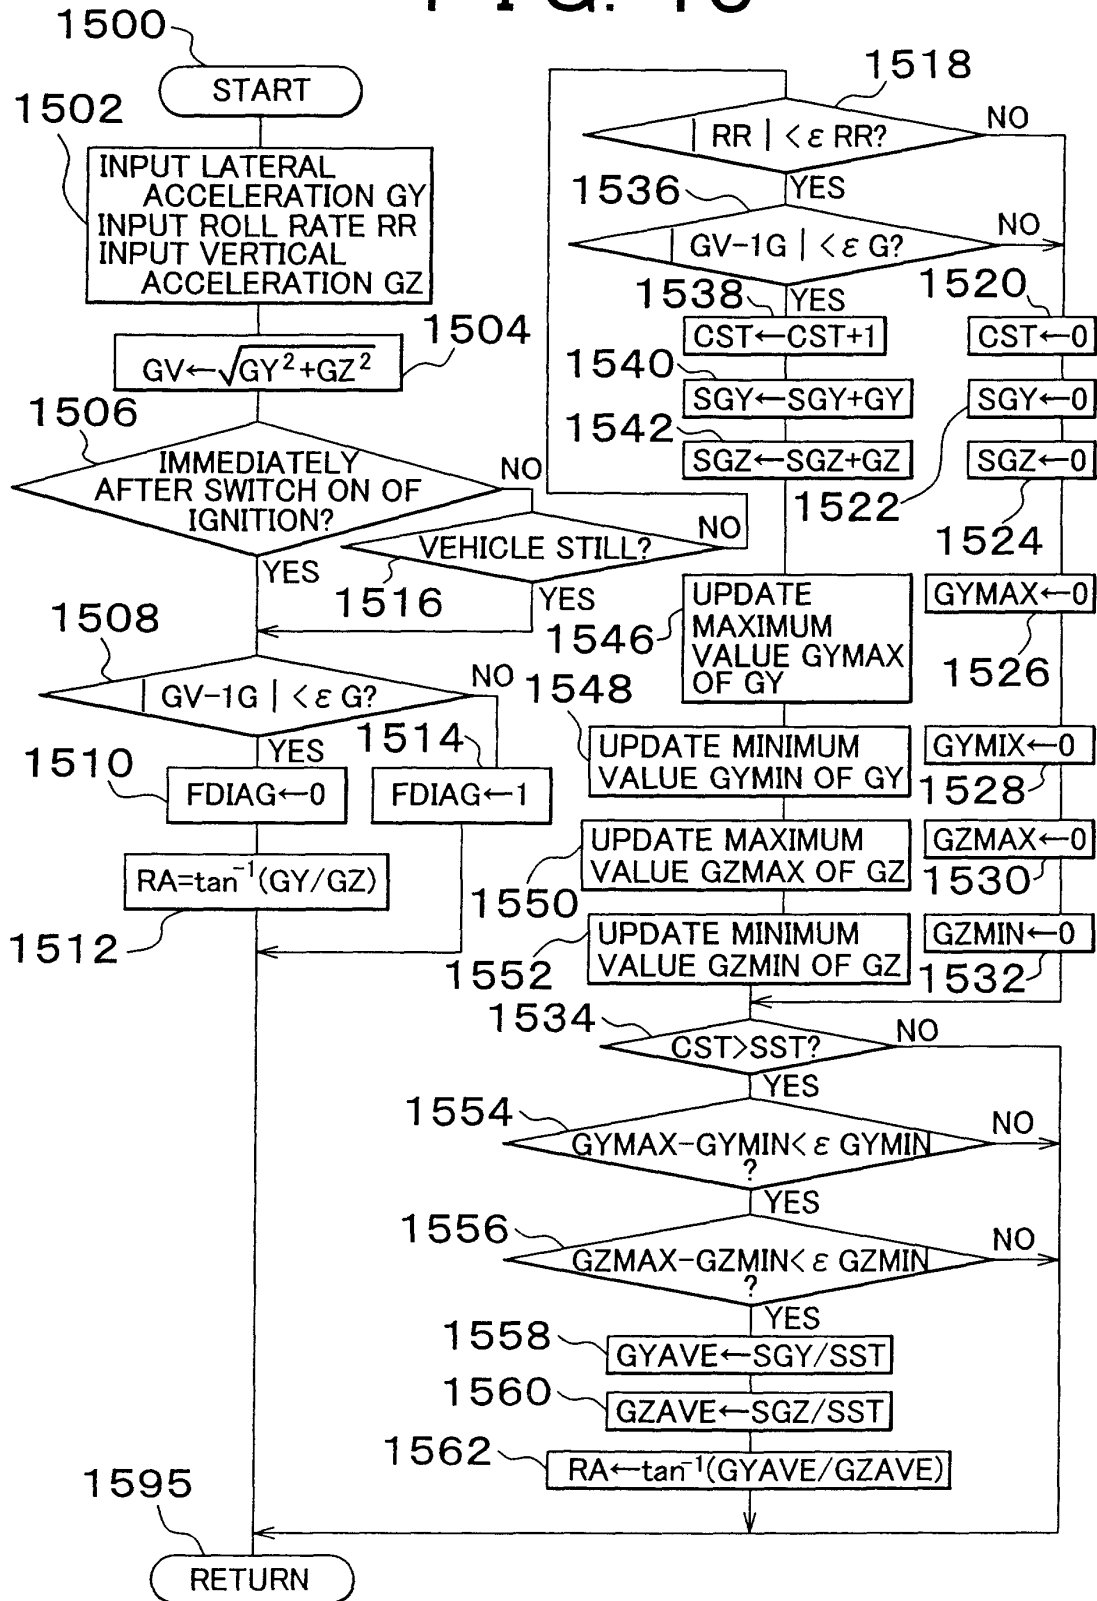 1500
START
1502
INPUT LATERAL
ACCELERATION GY
INPUT ROLL RATE RR
INPUT VERTICAL
ACCELERATION GZ
1504
GV←√GY²+GZ²
1506
IMMEDIATELY
AFTER SWITCH ON OF
IGNITION?
NO
YES
VEHICLE STILL?
NO
1516
YES
1508
| GV-1G | < ε G?
NO
YES
1510
FDIAG←0
1514
FDIAG←1
RA=tan⁻¹(GY/GZ)
1512
1518
| RR | < ε RR?
NO
YES
1536
| GV-1G | < ε G?
NO
YES
1538
CST←CST+1
1520
CST←0
1540
SGY←SGY+GY
SGY←0
1522
1542
SGZ←SGZ+GZ
SGZ←0
1524
1546
UPDATE
MAXIMUM
VALUE GYMAX
OF GY
GYMAX←0
1526
1548
UPDATE MINIMUM
VALUE GYMIN OF GY
GYMIX←0
1528
UPDATE MAXIMUM
VALUE GZMAX OF GZ
1550
GZMAX←0
1530
UPDATE MINIMUM
VALUE GZMIN OF GZ
1552
GZMIN←0
1532
1534
CST>SST?
NO
YES
1554
GYMAX-GYMIN< ε GYMIN
?
NO
YES
1556
GZMAX-GZMIN< ε GZMIN
?
NO
YES
1558
GYAVE←SGY/SST
1560
GZAVE←SGZ/SST
1562
RA←tan⁻¹(GYAVE/GZAVE)
1595
RETURN